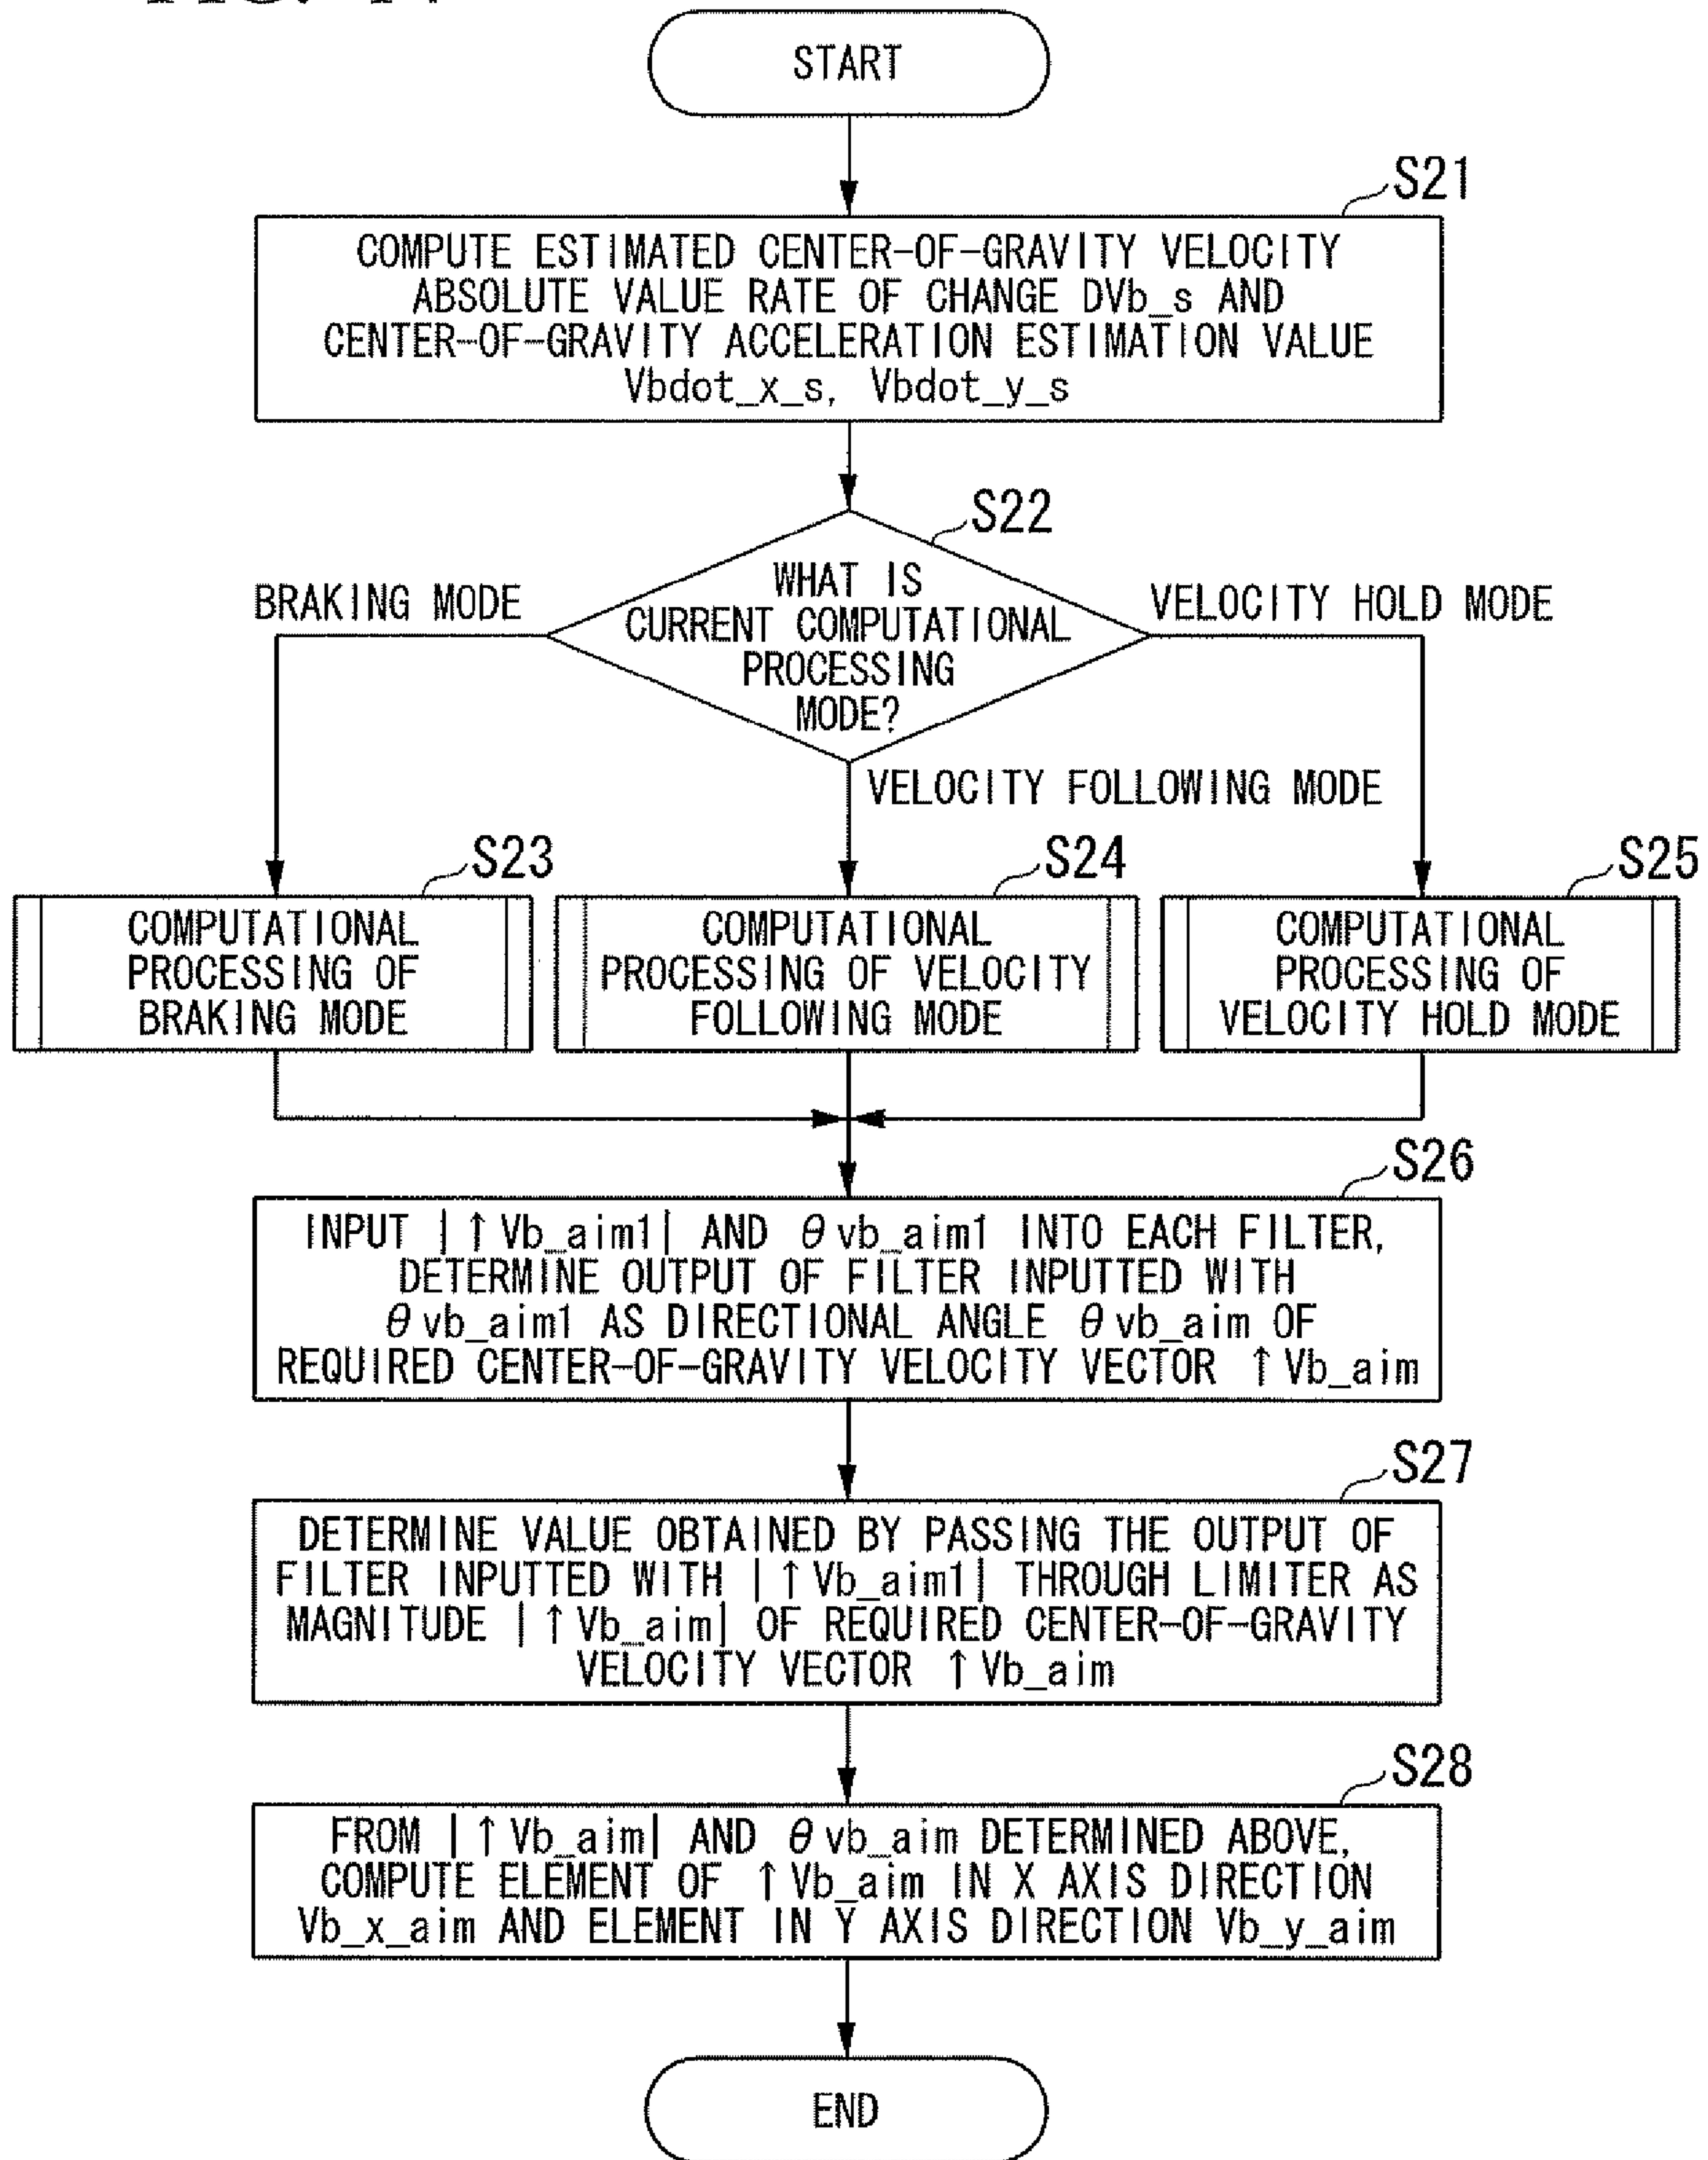 START
S21
COMPUTE ESTIMATED CENTER-OF-GRAVITY VELOCITY
ABSOLUTE VALUE RATE OF CHANGE DVb_s AND
CENTER-OF-GRAVITY ACCELERATION ESTIMATION VALUE
Vbdot_x_s, Vbdot_y_s
S22
WHAT IS
CURRENT COMPUTATIONAL
PROCESSING
MODE?
BRAKING MODE
VELOCITY HOLD MODE
VELOCITY FOLLOWING MODE
S23
COMPUTATIONAL
PROCESSING OF
BRAKING MODE
S24
COMPUTATIONAL
PROCESSING OF VELOCITY
FOLLOWING MODE
S25
COMPUTATIONAL
PROCESSING OF
VELOCITY HOLD MODE
S26
INPUT |↑Vb_aim1| AND θvb_aim1 INTO EACH FILTER,
DETERMINE OUTPUT OF FILTER INPUTTED WITH
θvb_aim1 AS DIRECTIONAL ANGLE θvb_aim OF
REQUIRED CENTER-OF-GRAVITY VELOCITY VECTOR ↑Vb_aim
S27
DETERMINE VALUE OBTAINED BY PASSING THE OUTPUT OF
FILTER INPUTTED WITH |↑Vb_aim1| THROUGH LIMITER AS
MAGNITUDE |↑Vb_aim| OF REQUIRED CENTER-OF-GRAVITY
VELOCITY VECTOR ↑Vb_aim
S28
FROM |↑Vb_aim| AND θvb_aim DETERMINED ABOVE,
COMPUTE ELEMENT OF ↑Vb_aim IN X AXIS DIRECTION
Vb_x_aim AND ELEMENT IN Y AXIS DIRECTION Vb_y_aim
END